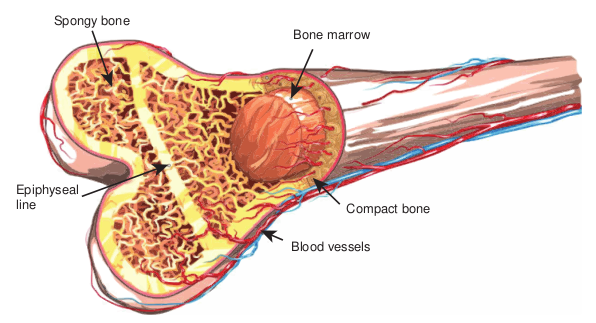 Spongy bone
Bone marrow
Epiphyseal
line
Compact bone
Blood vessels